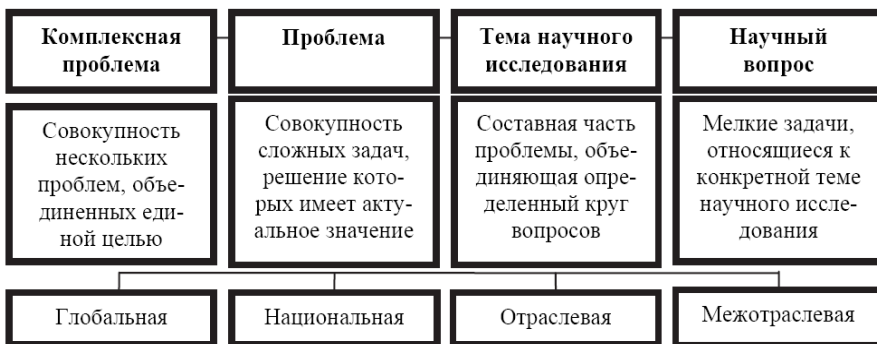 Комплексная
проблема
Проблема
Тема научного
исследования
Научный
вопрос
Совокупность
нескольких
проблем, объе-
диненных еди-
ной целью
Совокупность
сложных задач,
решение кото-
рых имеет акту-
альное значение
Составная часть
проблемы, объе-
диняющая опре-
деленный круг
вопросов
Мелкие задачи,
относящиеся к
конкретной теме
научного иссле-
дования
Глобальная
Национальная
Отраслевая
Межотраслевая